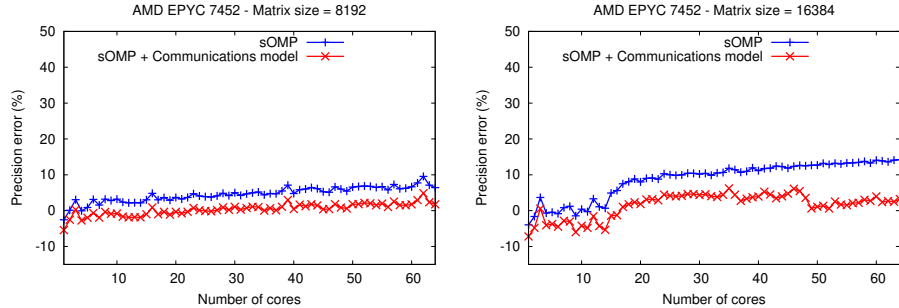 AMD EPYC 7452 - Matrix size = 8192
50
40
30
20
10
0
-10
Precision error (%)
sOMP
sOMP + Communications model
10
20
30
40
50
60
Number of cores
AMD EPYC 7452 - Matrix size = 16384
50
40
30
20
10
0
-10
Precision error (%)
sOMP
sOMP + Communications model
10
20
30
40
50
60
Number of cores